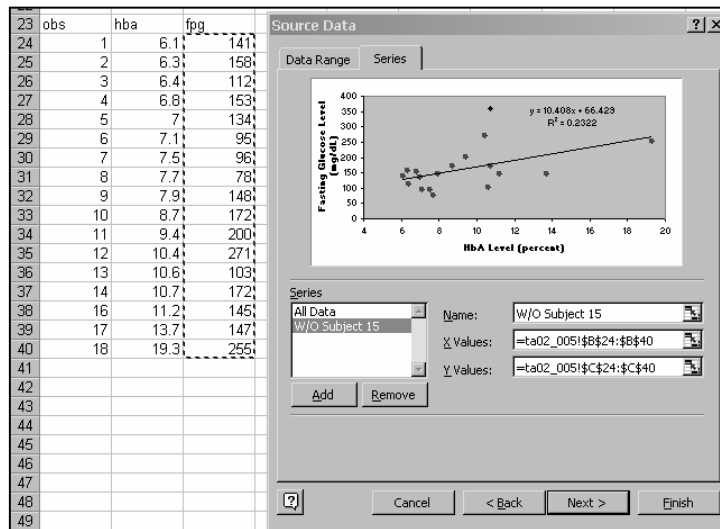 23 obs hba fpg
24 1 6.1 141
25 2 6.3 158
26 3 6.4 112
27 4 6.8 153
28 5 7 134
29 6 7.1 95
30 7 7.5 96
31 8 7.7 78
32 9 7.9 148
33 10 8.7 172
34 11 9.4 200
35 12 10.4 271
36 13 10.6 103
37 14 10.7 172
38 16 11.2 145
39 17 13.7 147
40 18 19.3 255
41
42
43
44
45
46
47
48
49
Source Data
Data Range Series
Fasting Glucose Level
(mg/dL)
400
350
300
250
200
150
100
50
0
y = 10.408x + 66.429
R² = 0.2322
4 6 8 10 12 14 16 18 20
HbA Level (percent)
Series
All Data
W/O Subject 15
Name: W/O Subject 15
X Values: =ta02_005!$B$24:$B$40
Y Values: =ta02_005!$C$24:$C$40
Add Remove
Cancel < Back Next > Finish